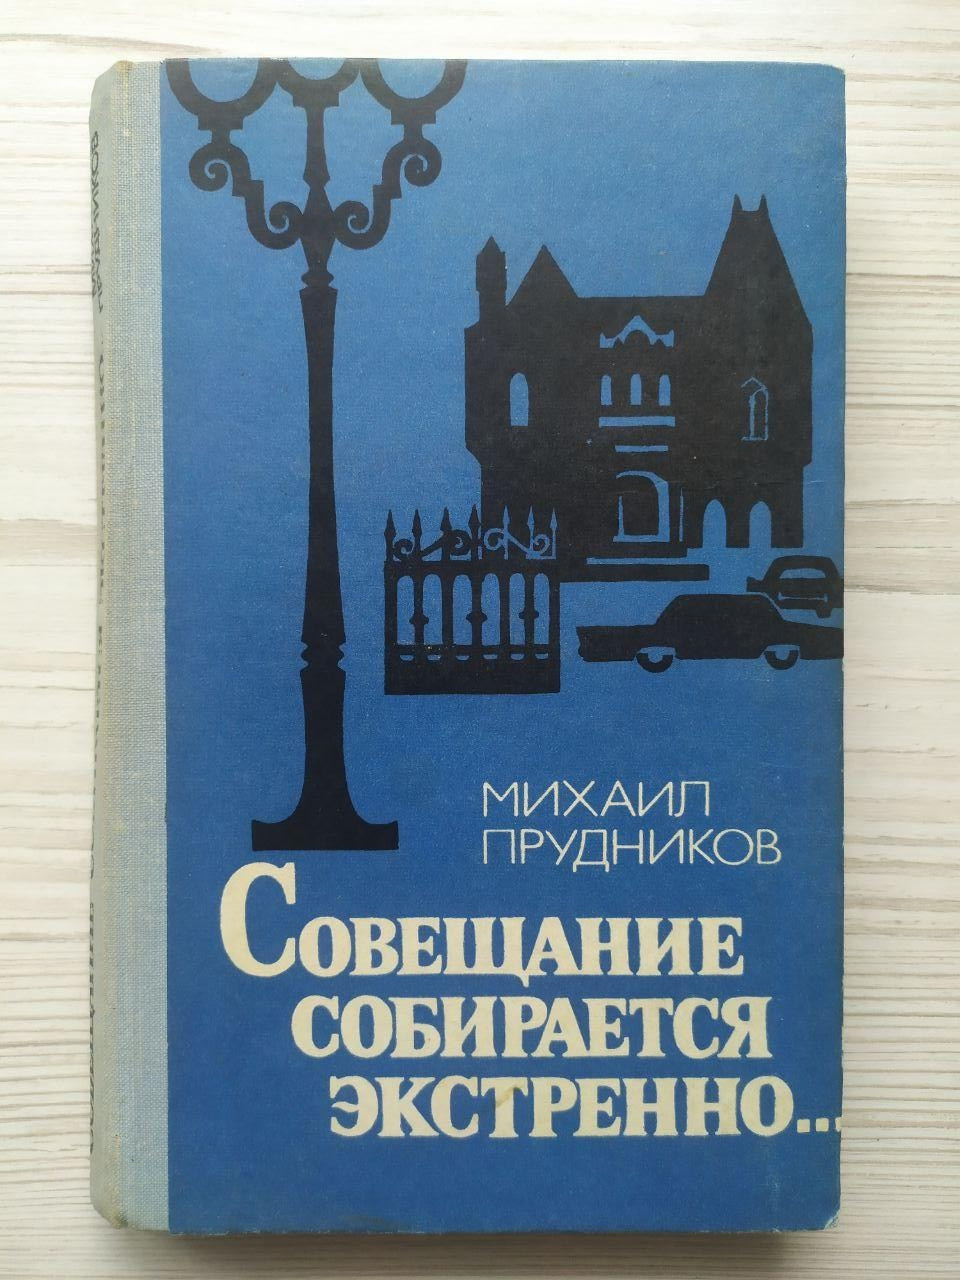 МИХАИЛ
ПРУДНИКОВ
СОВЕЩАНИЕ
СОБИРАЕТСЯ
ЭКСТРЕННО...